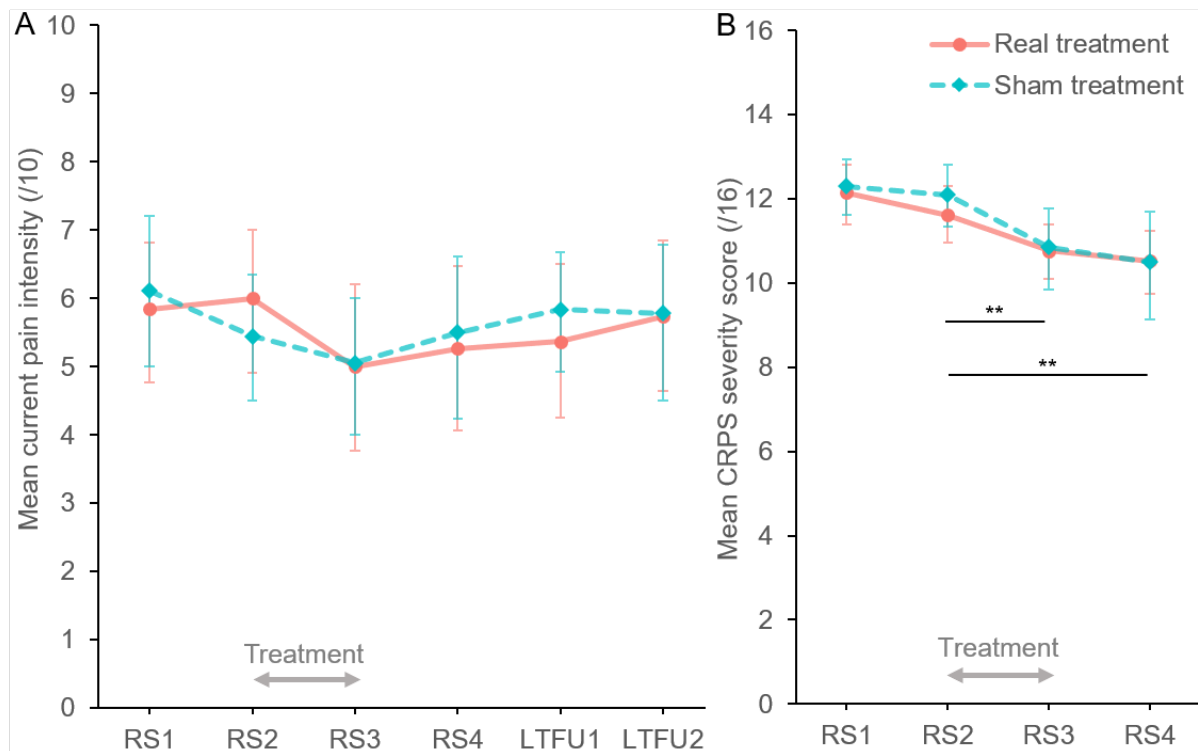 A
Mean current pain intensity (/10)
10
9
8
7
6
5
4
3
2
1
0
Treatment
RS1 RS2 RS3 RS4 LTFU1 LTFU2
B
Real treatment
Sham treatment
Mean CRPS severity score (/16)
16
14
12
10
8
6
4
2
0
**
**
Treatment
RS1 RS2 RS3 RS4